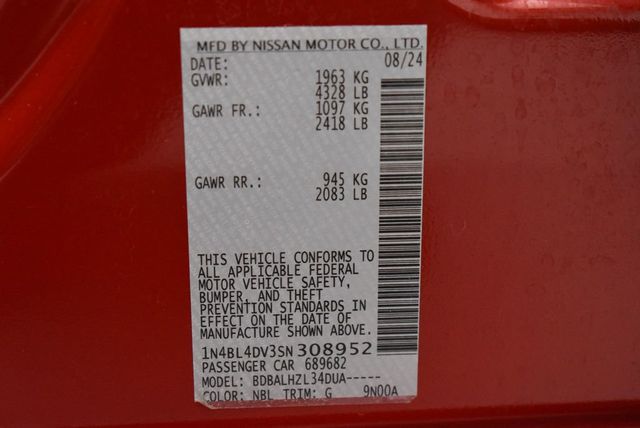 MFD BY NISSAN MOTOR CO., LTD.
DATE: 08/24
GVWR: 1963 KG
4328 LB
GAWR FR.: 1097 KG
2418 LB
GAWR RR.: 945 KG
2083 LB
THIS VEHICLE CONFORMS TO
ALL APPLICABLE FEDERAL
MOTOR VEHICLE SAFETY,
BUMPER, AND THEFT
PREVENTION STANDARDS IN
EFFECT ON THE DATE OF
MANUFACTURE SHOWN ABOVE.
1N4BL4DV3SN308952
PASSENGER CAR 689682
MODEL: BDBALHZL34DUA-----
COLOR: NBL TRIM: G 9N00A